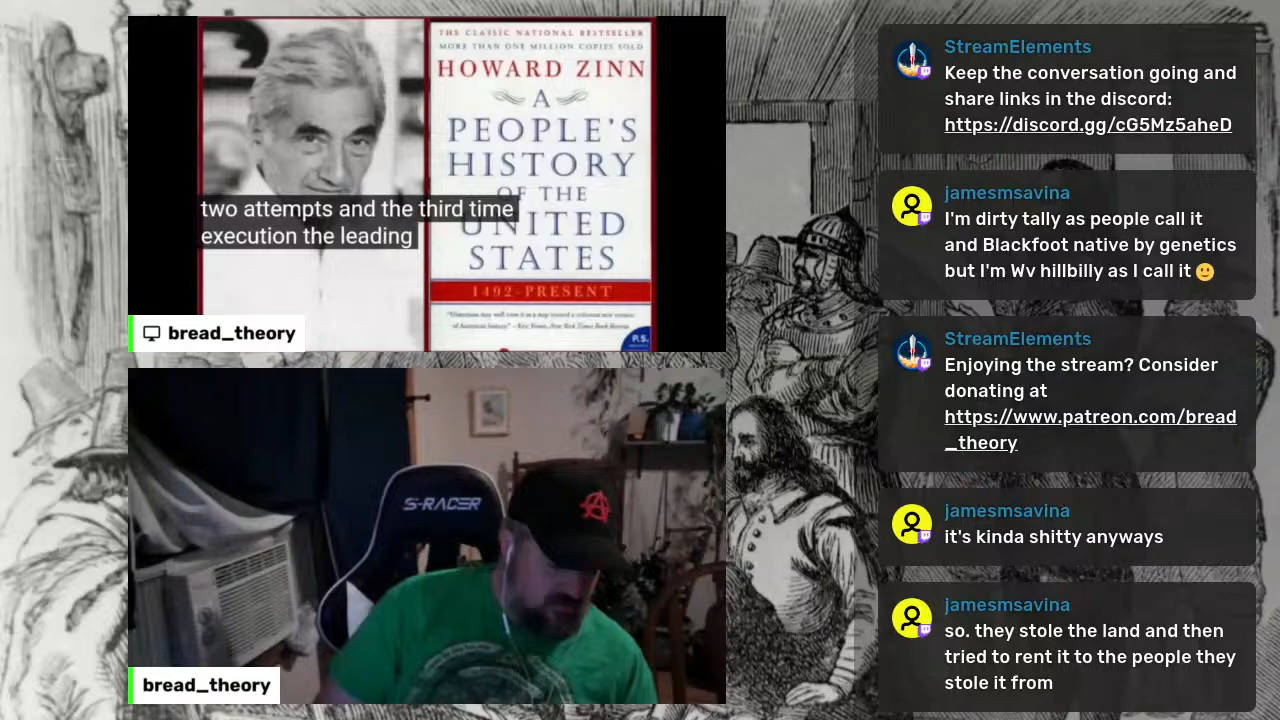 THE CLASSIC NATIONAL BESTSELLER
MORE THAN ONE MILLION COPIES SOLD
HOWARD ZINN
A
PEOPLE'S
HISTORY
OF THE
UNITED
STATES
1492-PRESENT
P.S.
two attempts and the third time
execution the leading
bread_theory
S-RACER
bread_theory
StreamElements
Keep the conversation going and
share links in the discord:
https://discord.gg/cG5Mz5aheD
jamesmsavina
I'm dirty tally as people call it
and Blackfoot native by genetics
but I'm Wv hillbilly as I call it 🙂
StreamElements
Enjoying the stream? Consider
donating at
https://www.patreon.com/bread
_theory
jamesmsavina
it's kinda shitty anyways
jamesmsavina
so. they stole the land and then
tried to rent it to the people they
stole it from